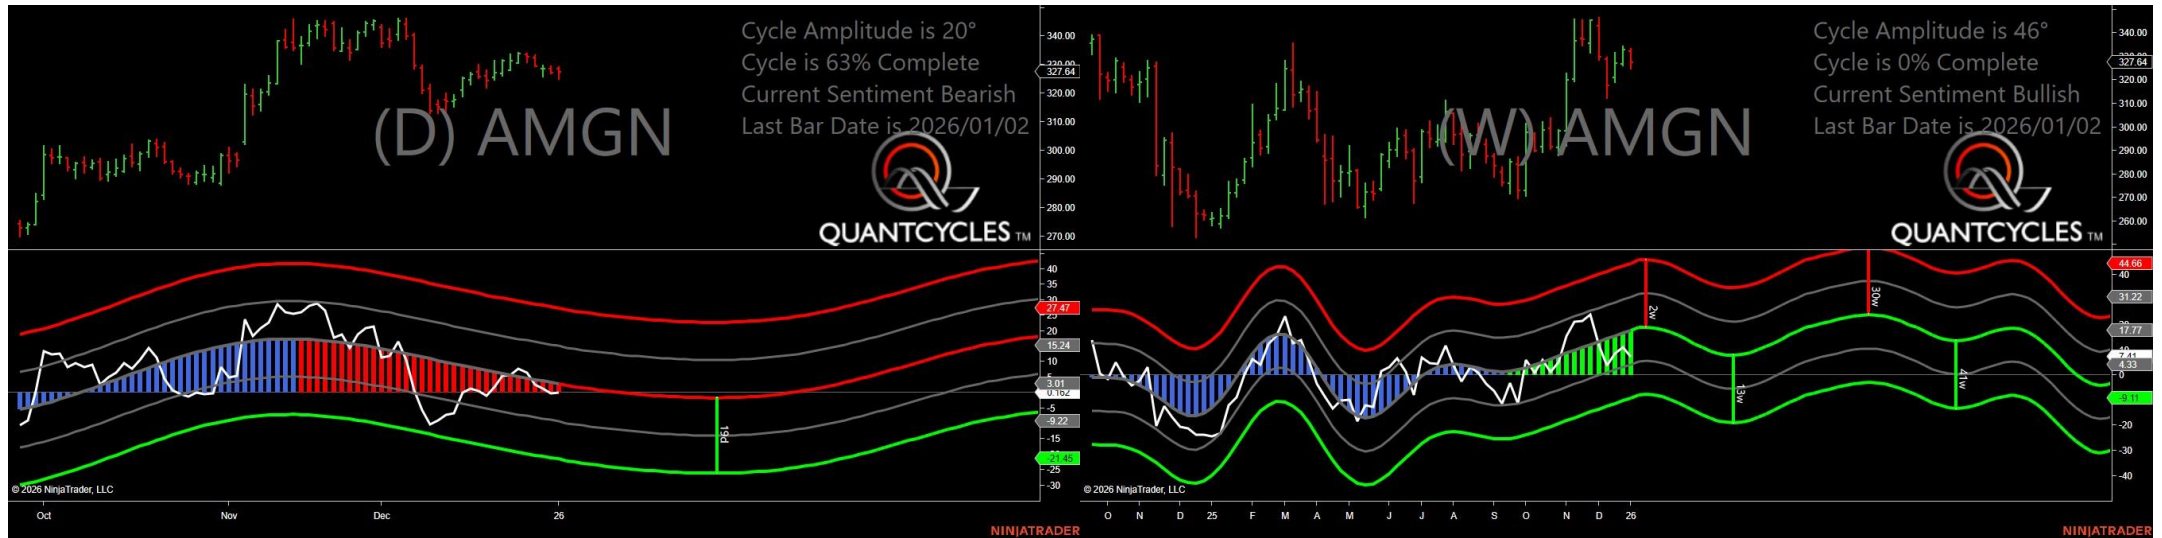 (D) AMGN
Cycle Amplitude is 20°
Cycle is 63% Complete
Current Sentiment Bearish
Last Bar Date is 2026/01/02
QUANTCYCLES TM
340.00
327.64
320.00
310.00
300.00
290.00
280.00
270.00
40
35
30
27.47
20
15.24
10
3.01
0.162
-5
-9.22
-15
-21.45
-25
-30
19d
© 2026 NinjaTrader, LLC
Oct Nov Dec 26
NINJATRADER
(W) AMGN
Cycle Amplitude is 46°
Cycle is 0% Complete
Current Sentiment Bullish
Last Bar Date is 2026/01/02
QUANTCYCLES TM
340.00
327.64
320.00
310.00
300.00
290.00
280.00
270.00
260.00
44.66
40
31.22
17.77
7.41
4.33
0
-9.11
-20
-30
-40
2w
13w
30w
41w
© 2026 NinjaTrader, LLC
O N D 25 F M A M J J A S O N D 26
NINJATRADER